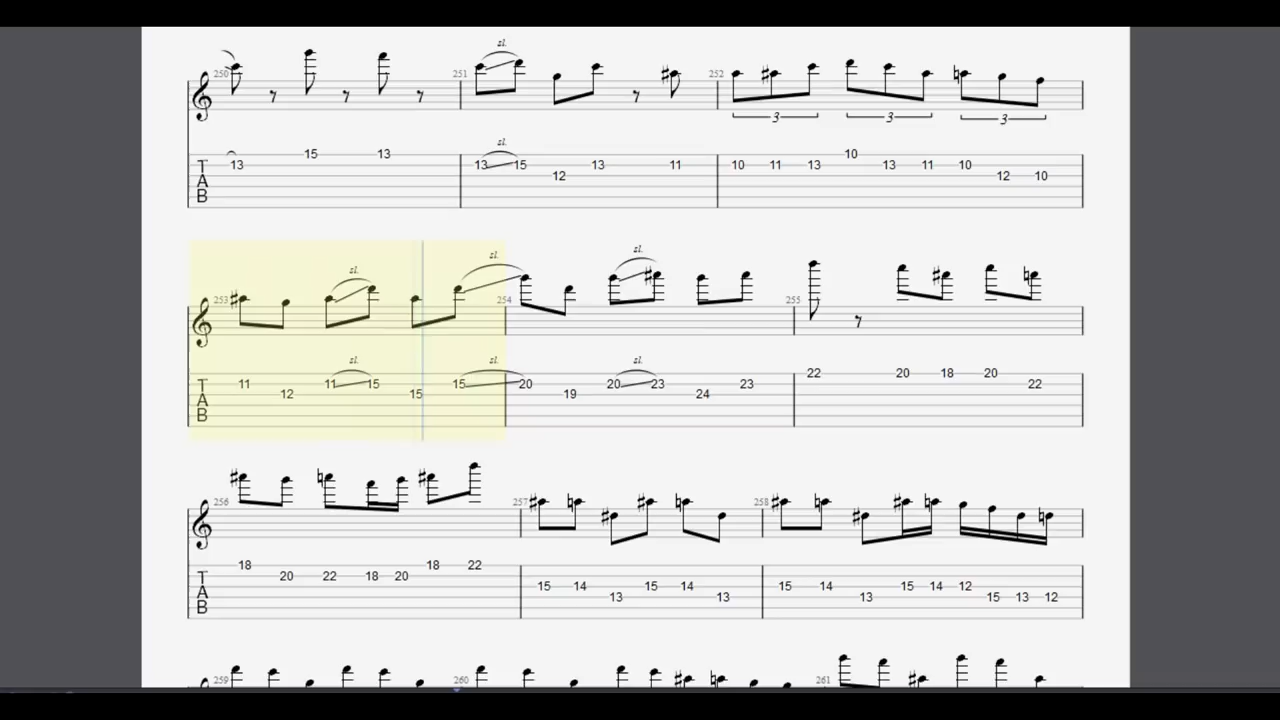 sl.
250 251 252
3 3 3
sl.
15 13 10
T 13 13 15 13 11 10 11 13 13 11 10
A 12 12 10
B
sl. sl. sl.
253 254 255
sl. sl. sl.
22 20 18 20
T 11 11 15 15 20 20 23 23 22
A 12 15 19 24
B
256 257 258
18 18 22
T 20 22 18 20
A 15 14 15 14 15 14 15 14 12
B 13 13 13 15 13 12
259 260 261